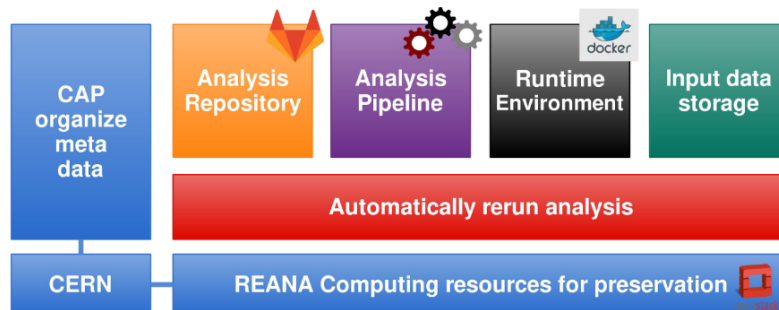 CAP
organize
meta
data
Analysis
Repository
Analysis
Pipeline
docker
Runtime
Environment
Input data
storage
Automatically rerun analysis
CERN
REANA Computing resources for preservation